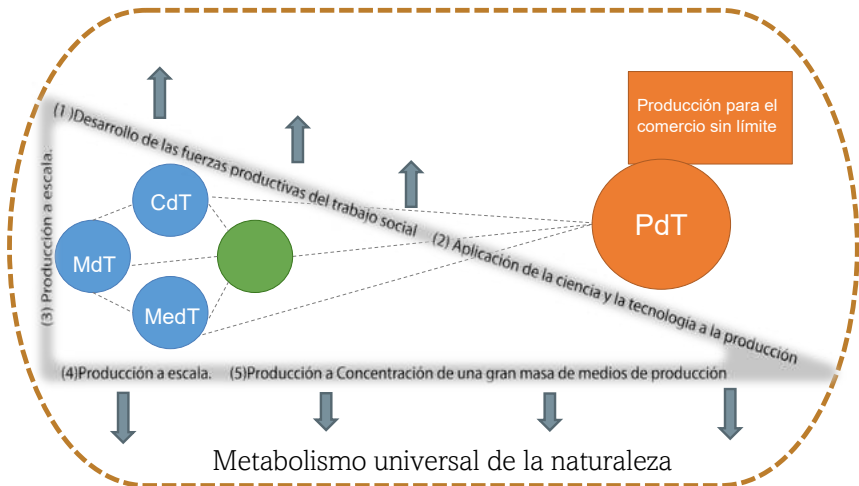 Producción para el
comercio sin límite
(1 )Desarrollo de las fuerzas productivas del trabajo social
(2) Aplicación de la ciencia y la tecnología a la producción
(3) Producción a escala.
CdT
MdT
MedT
PdT
(4)Producción a escala.
(5)Producción a Concentración de una gran masa de medios de producción
Metabolismo universal de la naturaleza